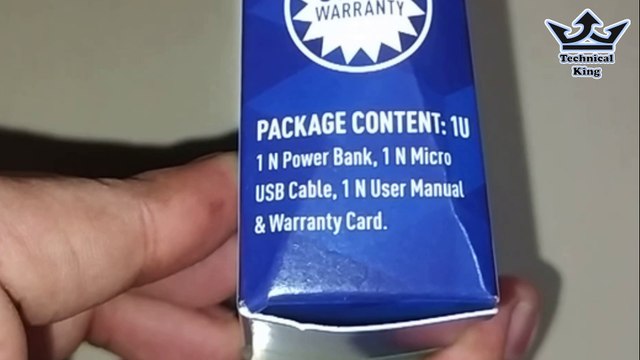 WARRANTY
PACKAGE CONTENT: 1U
1 N Power Bank, 1 N Micro
USB Cable, 1 N User Manual
& Warranty Card.
Technical
King